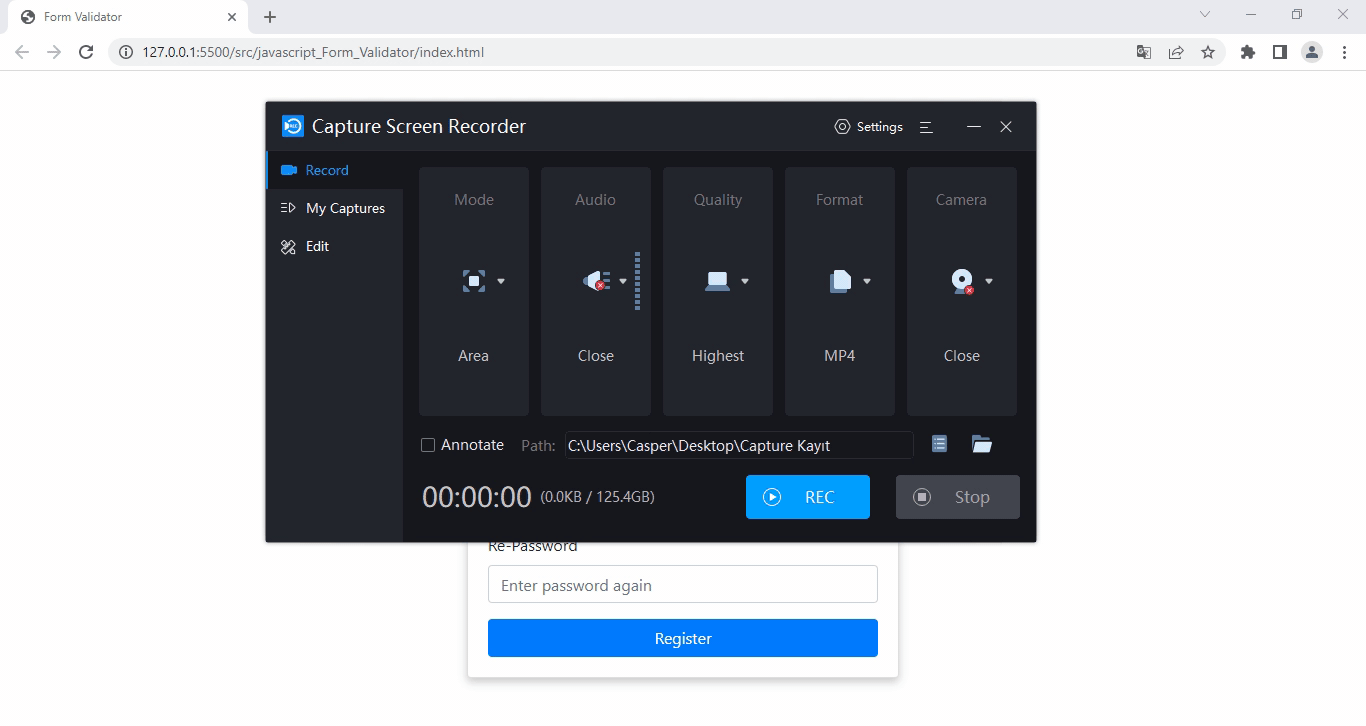 Form Validator
127.0.0.1:5500/src/javascript_Form_Validator/index.html
Capture Screen Recorder
Settings
Record
My Captures
Edit
Mode
Audio
Quality
Format
Camera
Area
Close
Highest
MP4
Close
Annotate
Path:
C:\Users\Casper\Desktop\Capture Kayıt
00:00:00
(0.0KB / 125.4GB)
REC
Stop
Re-Password
Enter password again
Register